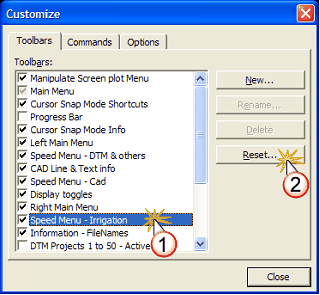 Customize
Toolbars
Commands
Options
Toolbars:
Manipulate Screen plot Menu
Main Menu
Cursor Snap Mode Shortcuts
Progress Bar
Cursor Snap Mode Info
Left Main Menu
Speed Menu - DTM & others
CAD Line & Text info
Speed Menu - Cad
Display toggles
Right Main Menu
Speed Menu - Irrigation
Information - FileNames
DTM Projects 1 to 50 - Active
New...
Rename...
Delete
Reset...
1
2
Close